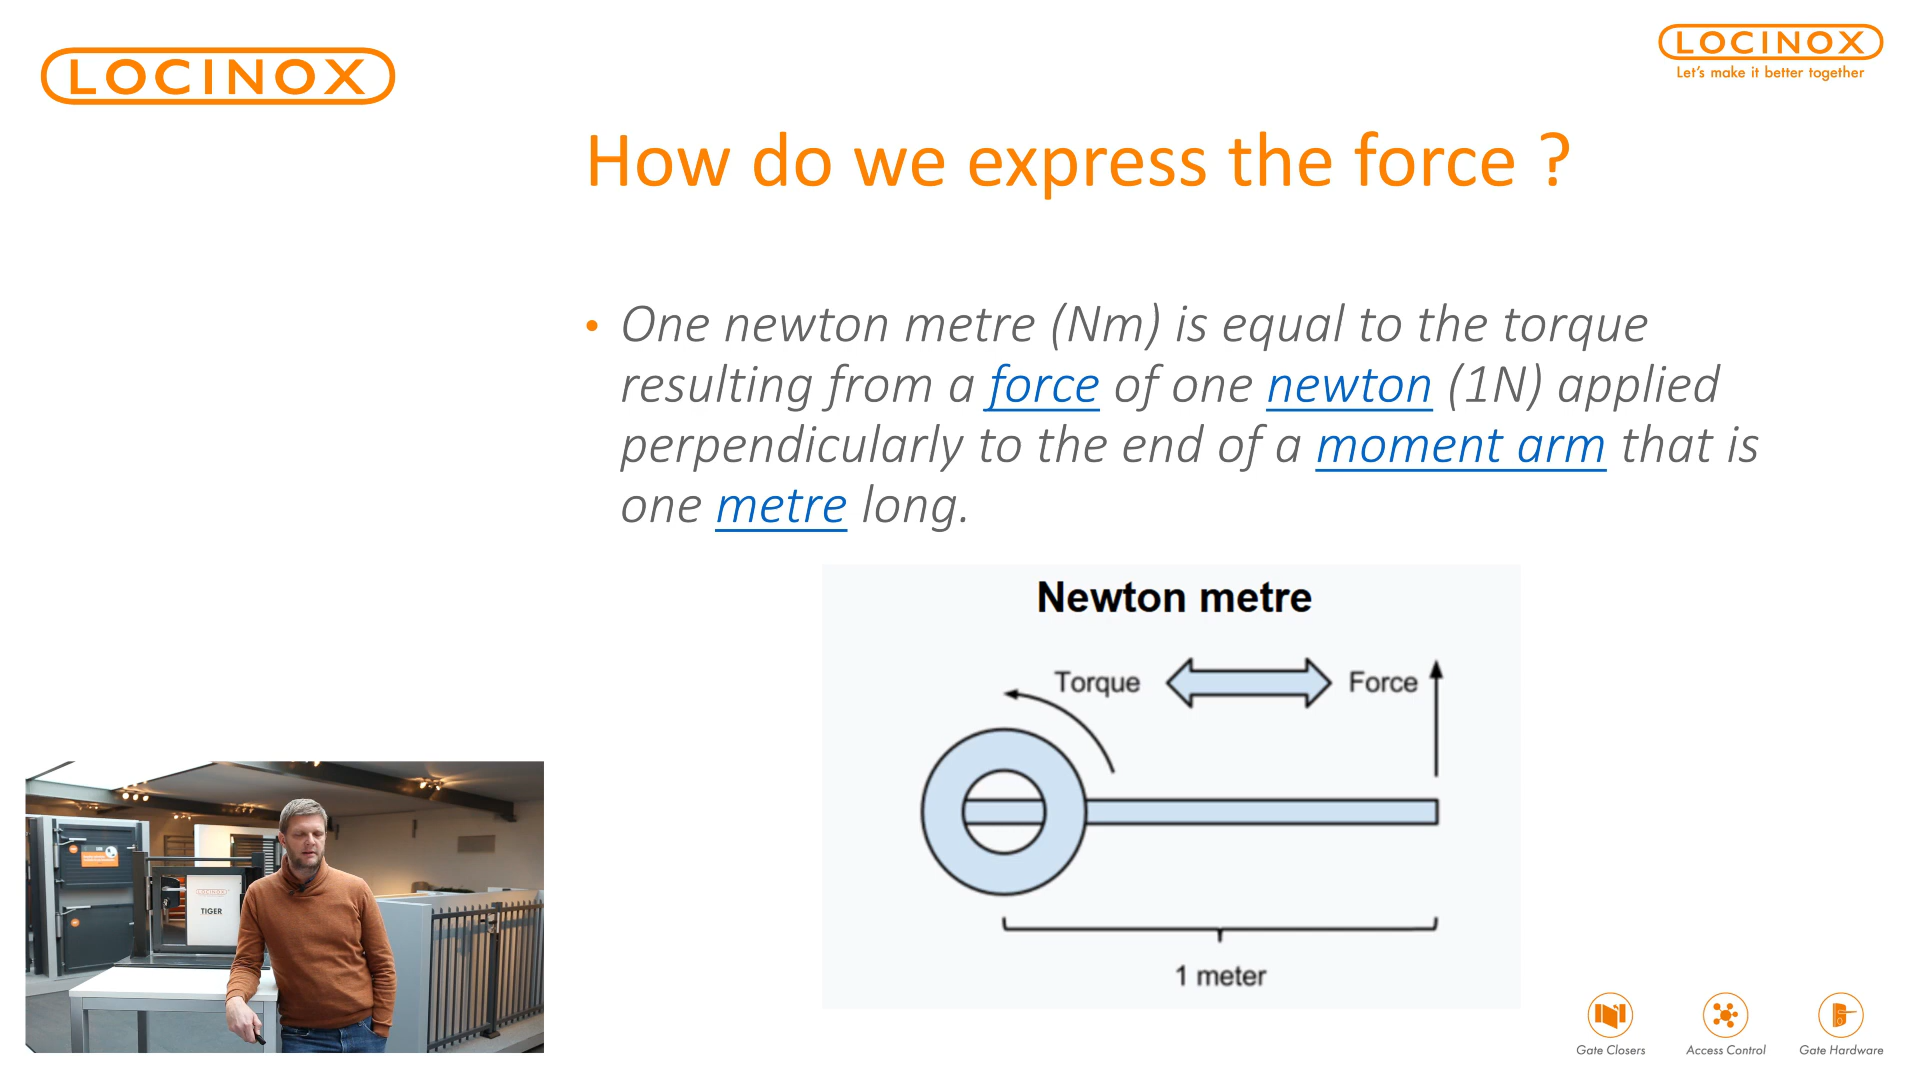 LOCINOX
LOCINOX
Let's make it better together
How do we express the force ?
• One newton metre (Nm) is equal to the torque
resulting from a force of one newton (1N) applied
perpendicularly to the end of a moment arm that is
one metre long.
Newton metre
Torque
Force
1 meter
LOCINOX
TIGER
Gate Closers
Access Control
Gate Hardware